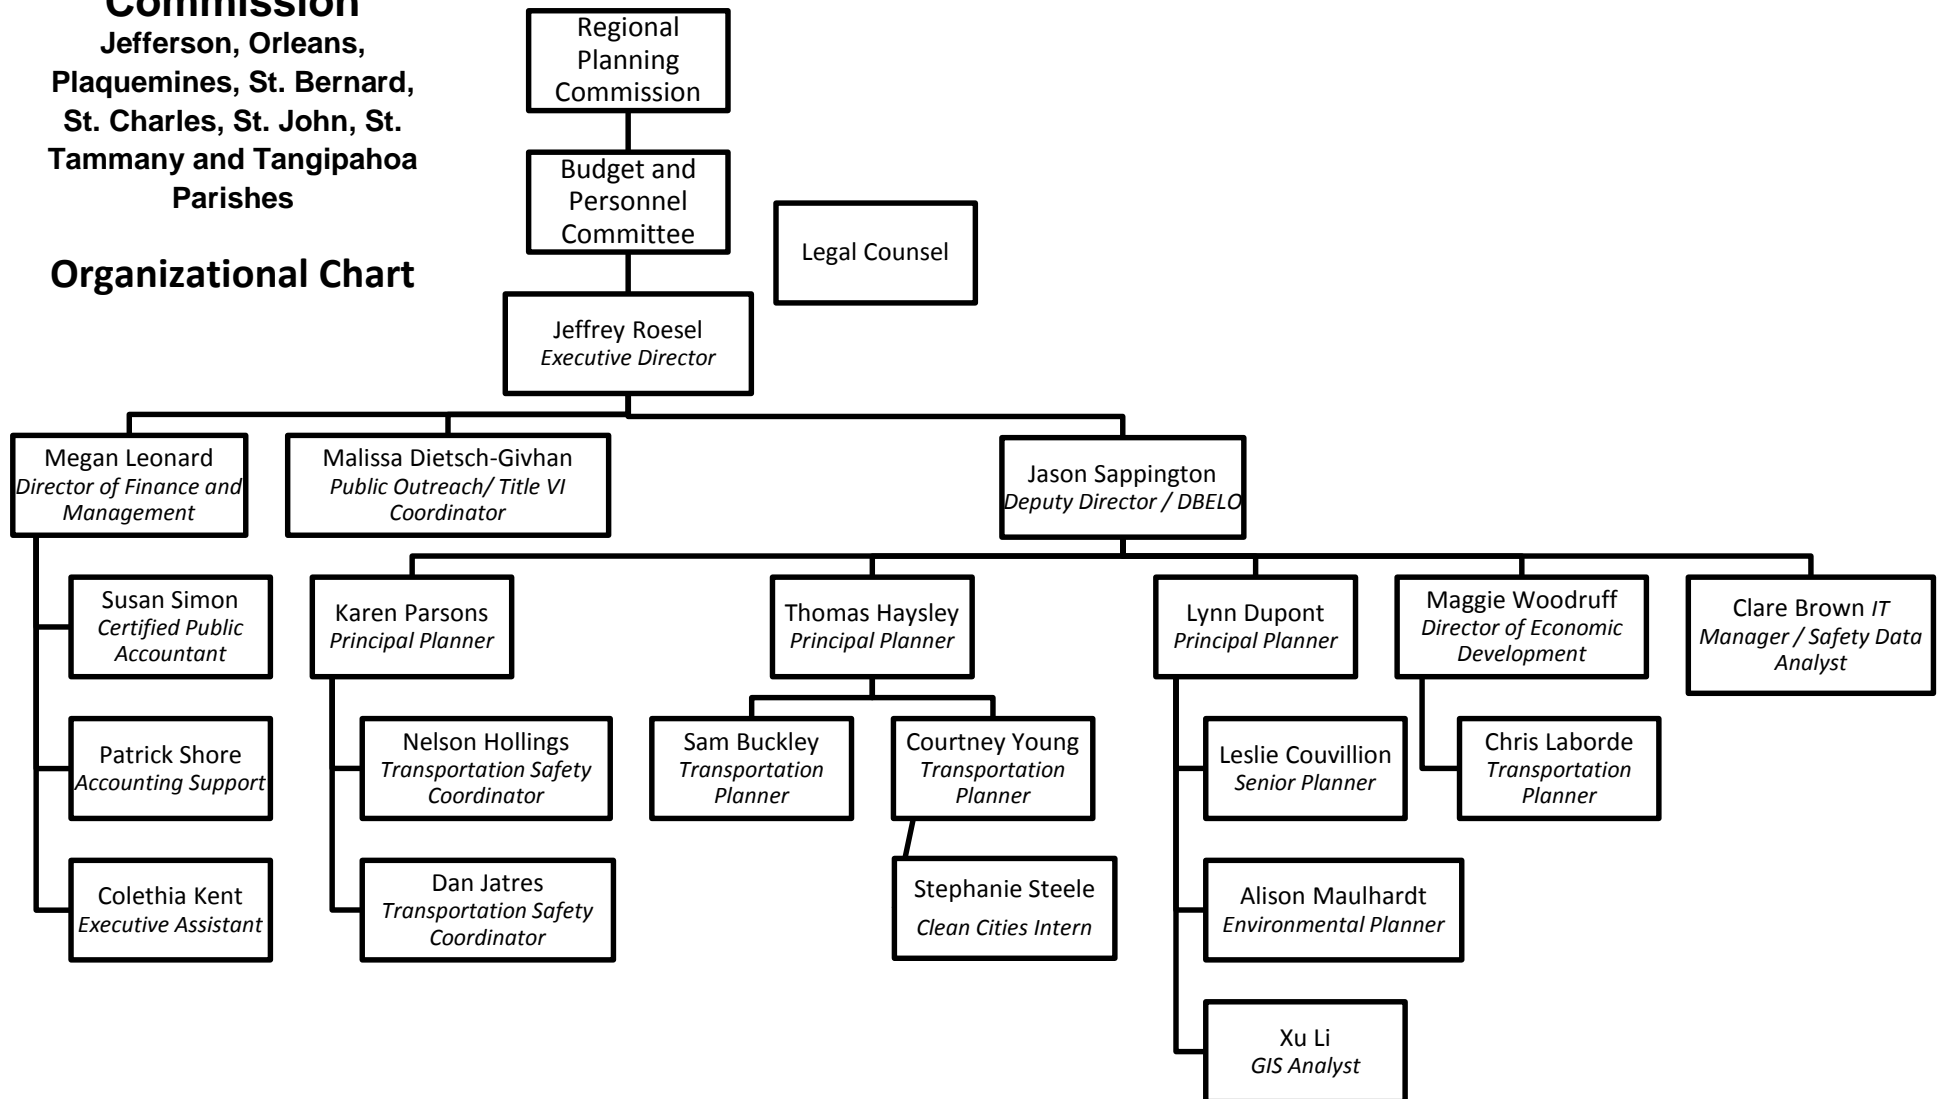 Commission
Jefferson, Orleans,
Plaquemines, St. Bernard,
St. Charles, St. John, St.
Tammany and Tangipahoa
Parishes
Organizational Chart
Regional
Planning
Commission
Budget and
Personnel
Committee
Legal Counsel
Jeffrey Roesel
Executive Director
Megan Leonard
Director of Finance and
Management
Malissa Dietsch-Givhan
Public Outreach/ Title VI
Coordinator
Jason Sappington
Deputy Director / DBELO
Susan Simon
Certified Public
Accountant
Patrick Shore
Accounting Support
Colethia Kent
Executive Assistant
Karen Parsons
Principal Planner
Nelson Hollings
Transportation Safety
Coordinator
Dan Jatres
Transportation Safety
Coordinator
Thomas Haysley
Principal Planner
Sam Buckley
Transportation
Planner
Courtney Young
Transportation
Planner
Stephanie Steele
Clean Cities Intern
Lynn Dupont
Principal Planner
Leslie Couvillion
Senior Planner
Alison Maulhardt
Environmental Planner
Xu Li
GIS Analyst
Maggie Woodruff
Director of Economic
Development
Chris Laborde
Transportation
Planner
Clare Brown IT
Manager / Safety Data
Analyst